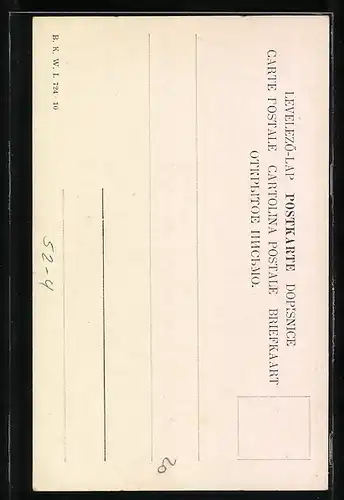 LEVELEZŐ-LAP POSTKARTE DOPISNICE
CARTE POSTALE CARTOLINA POSTALE BRIEFKAART
ОТКРЫТОЕ ПИСЬМО.
B. K. W. I. 724—10
52-4
20